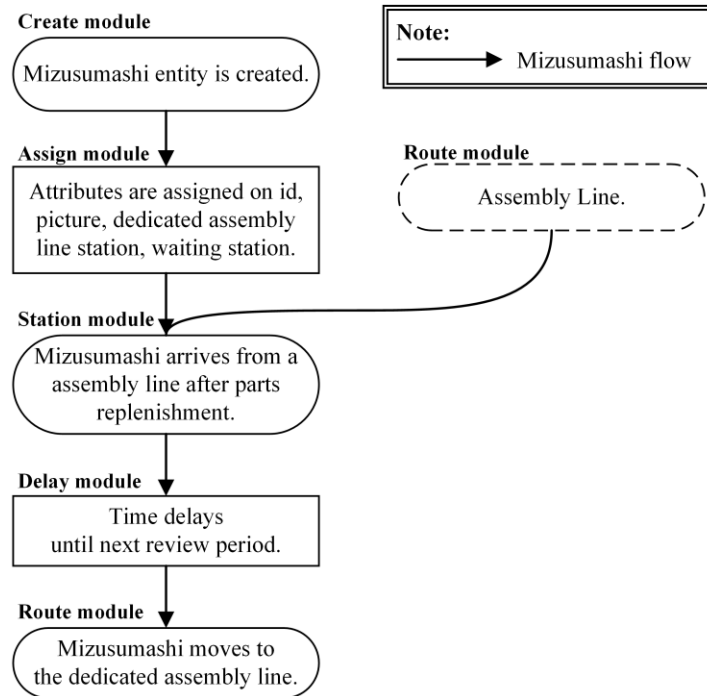 Create module
Mizusumashi entity is created.
Note:
Mizusumashi flow
Assign module
Attributes are assigned on id,
picture, dedicated assembly
line station, waiting station.
Route module
Assembly Line.
Station module
Mizusumashi arrives from a
assembly line after parts
replenishment.
Delay module
Time delays
until next review period.
Route module
Mizusumashi moves to
the dedicated assembly line.